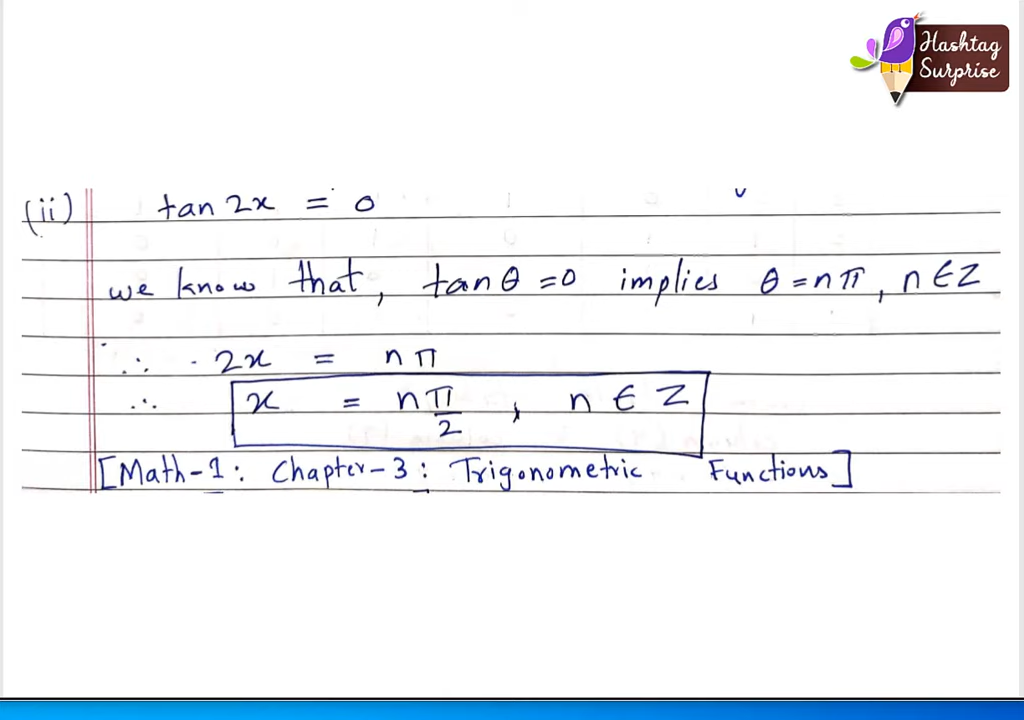 Hashtag
Surprise
(ii) tan 2x = 0
we know that, tan θ = 0 implies θ = nπ, n ∈ Z
∴ 2x = nπ
∴ x = nπ/2, n ∈ Z
[Math-1: Chapter-3: Trigonometric Functions]